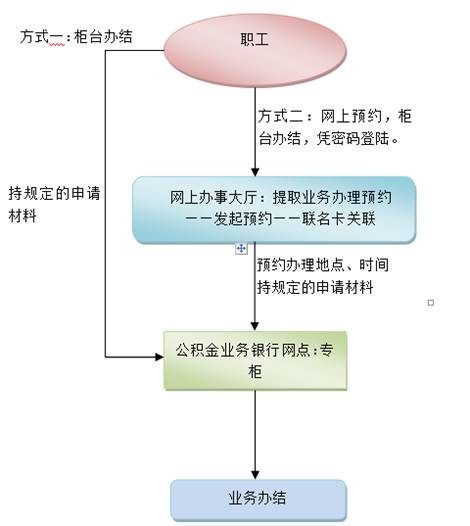 方式一:柜台办结
职工
方式二：网上预约，柜
台办结，凭密码登陆。
持规定的申请
材料
网上办事大厅：提取业务办理预约
——发起预约——联名卡关联
预约办理地点、时间
持规定的申请材料
公积金业务银行网点:专
柜
业务办结